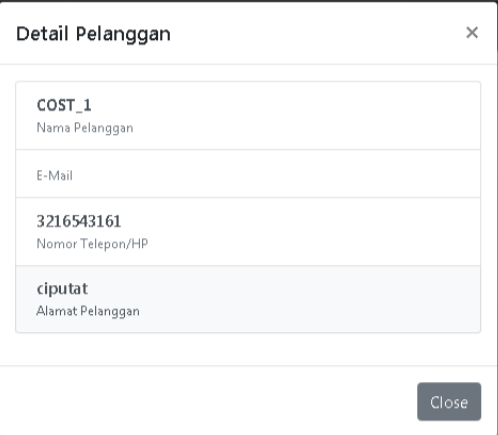 Detail Pelanggan
×
COST_1
Nama Pelanggan
E-Mail
3216543161
Nomor Telepon/HP
ciputat
Alamat Pelanggan
Close